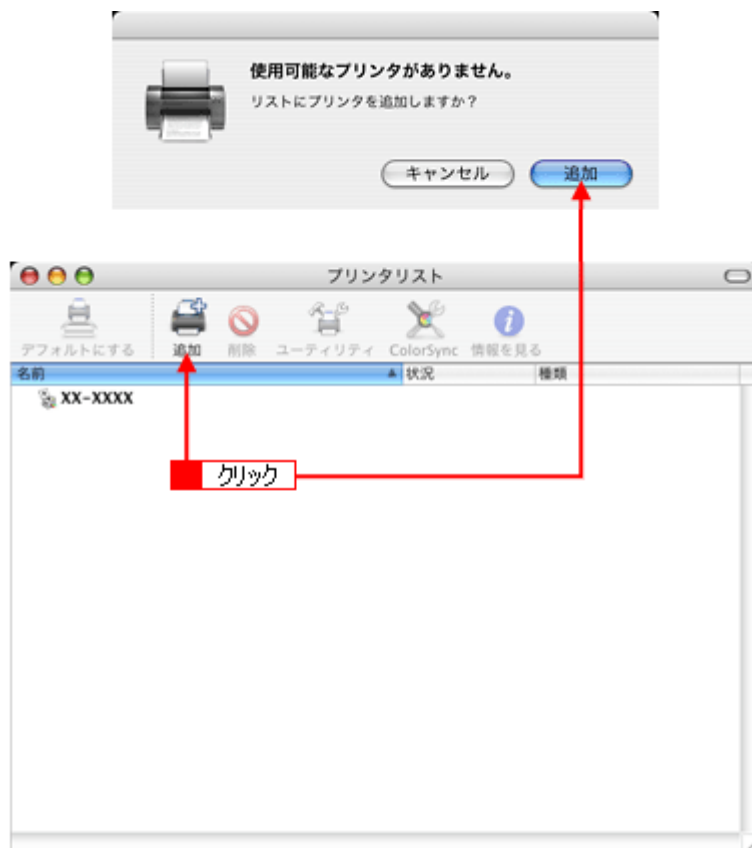 使用可能なプリンタがありません。
リストにプリンタを追加しますか？
キャンセル 追加
プリンタリスト
デフォルトにする 追加 削除 ユーティリティ ColorSync 情報を見る
名前 状況 種類
XX-XXXX
クリック